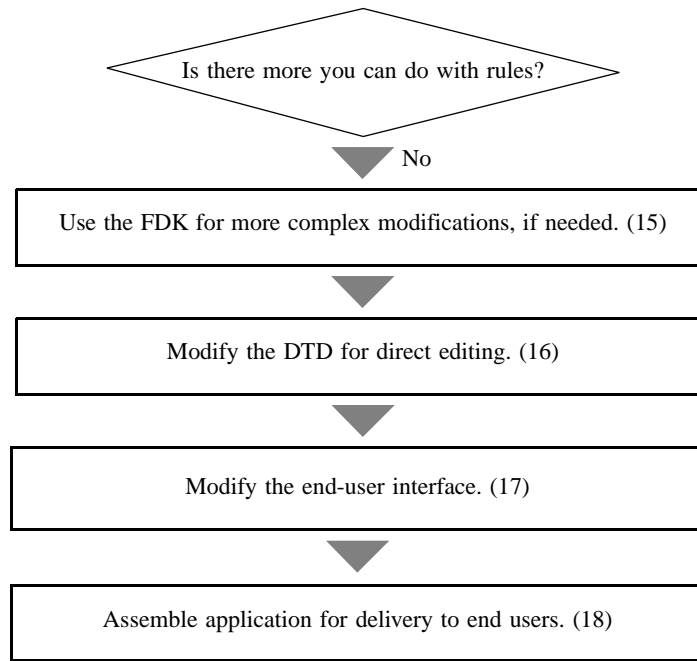 Is there more you can do with rules?
No
Use the FDK for more complex modifications, if needed. (15)
Modify the DTD for direct editing. (16)
Modify the end-user interface. (17)
Assemble application for delivery to end users. (18)